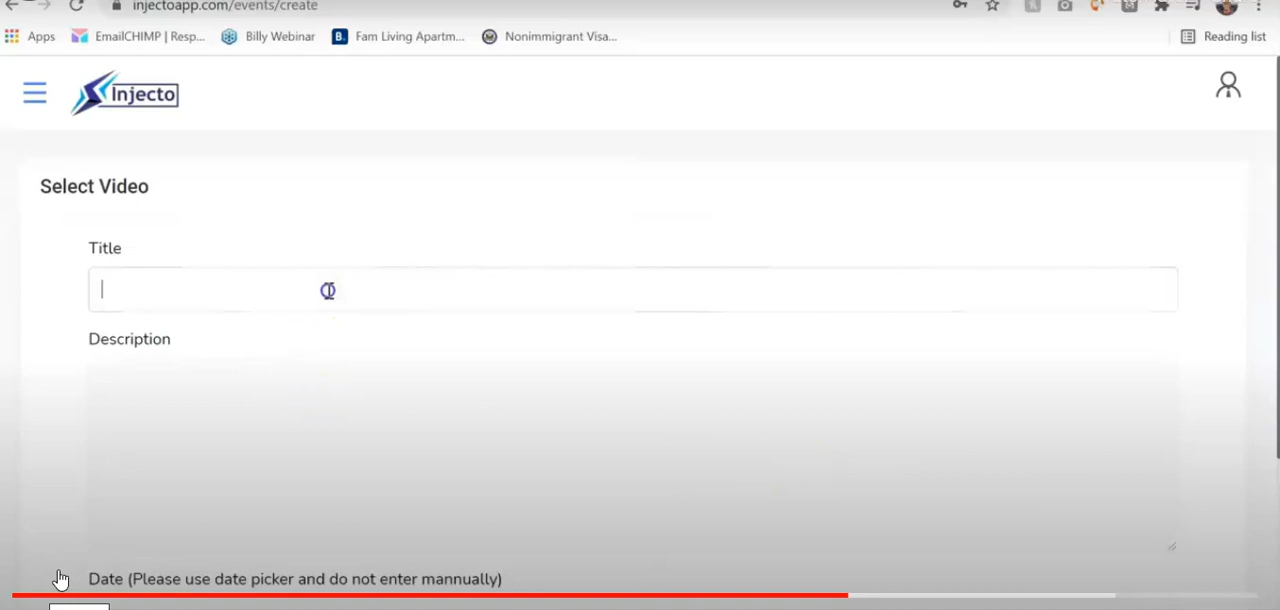 injectoapp.com/events/create
Apps EmailCHIMP | Resp... Billy Webinar B. Fam Living Apartm... Nonimmigrant Visa... Reading list
Injecto
Select Video
Title
Description
Date (Please use date picker and do not enter mannually)